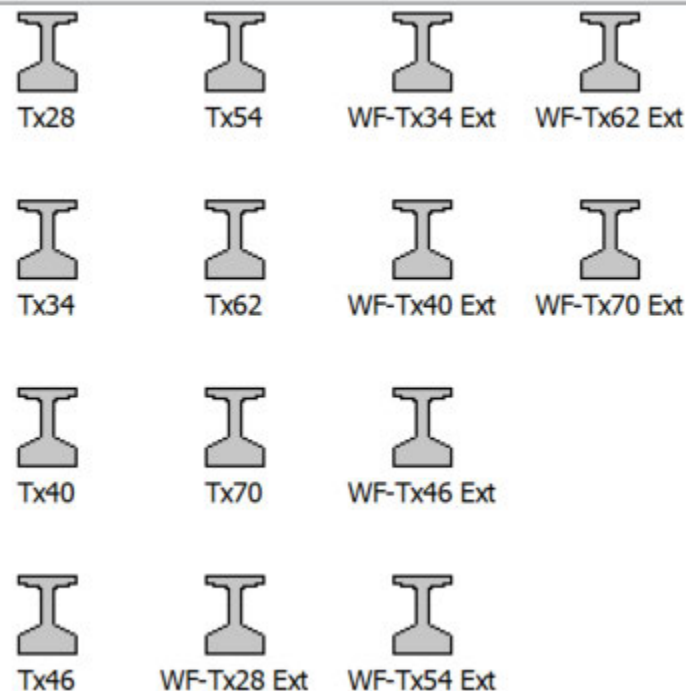 Tx28 Tx54 WF-Tx34 Ext WF-Tx62 Ext
Tx34 Tx62 WF-Tx40 Ext WF-Tx70 Ext
Tx40 Tx70 WF-Tx46 Ext
Tx46 WF-Tx28 Ext WF-Tx54 Ext